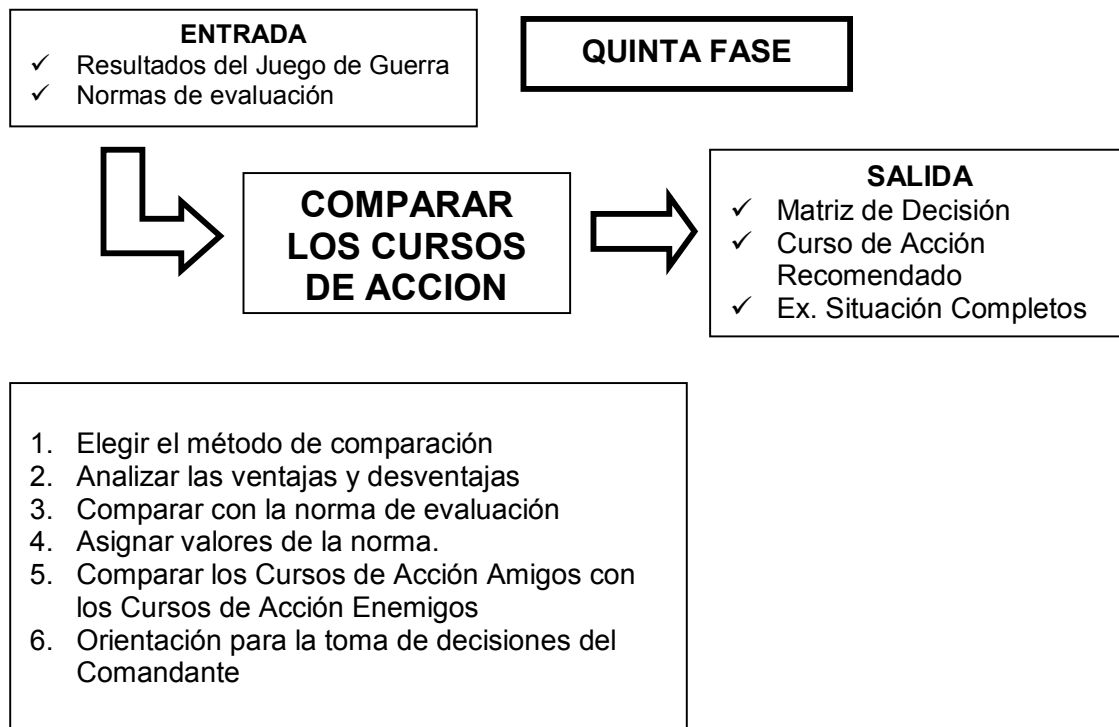 ENTRADA
✓ Resultados del Juego de Guerra
✓ Normas de evaluación
QUINTA FASE
COMPARAR
LOS CURSOS
DE ACCION
SALIDA
✓ Matriz de Decisión
✓ Curso de Acción
Recomendado
✓ Ex. Situación Completos
1. Elegir el método de comparación
2. Analizar las ventajas y desventajas
3. Comparar con la norma de evaluación
4. Asignar valores de la norma.
5. Comparar los Cursos de Acción Amigos con
los Cursos de Acción Enemigos
6. Orientación para la toma de decisiones del
Comandante